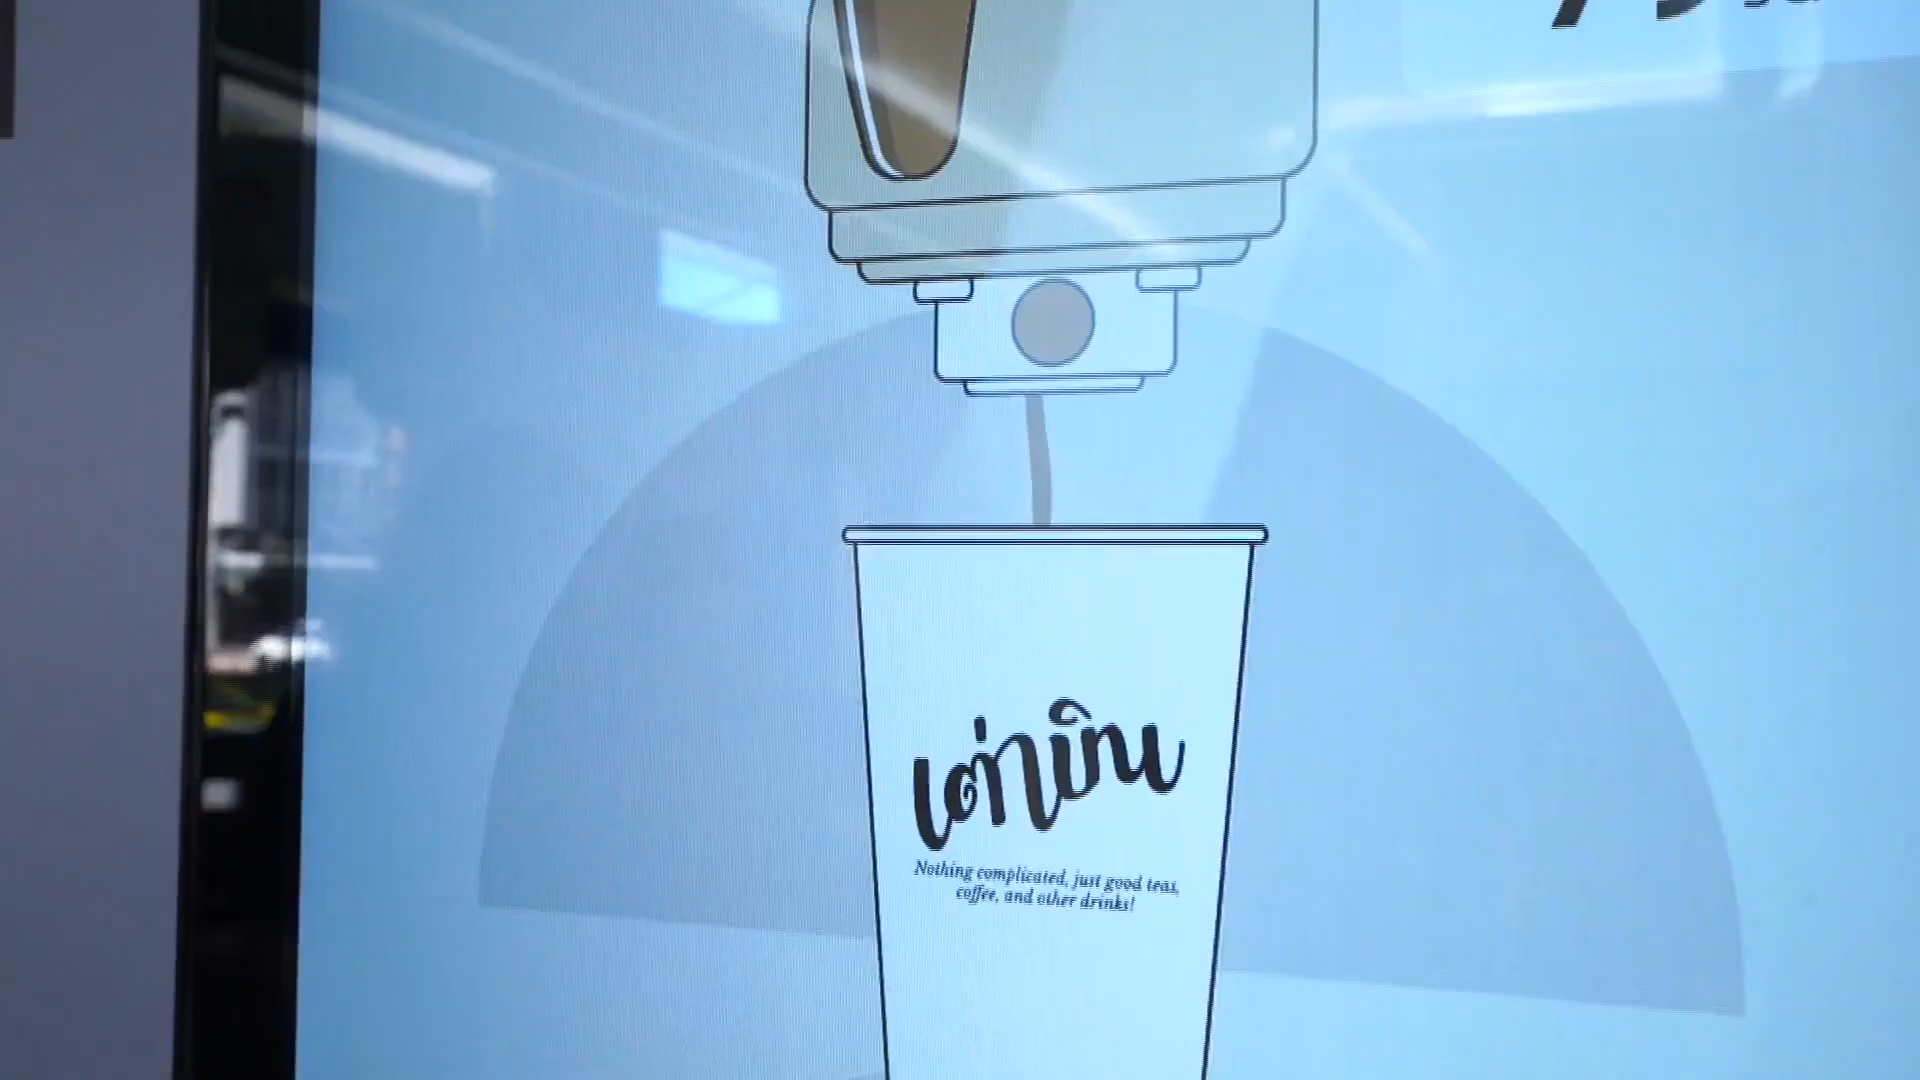 เต่าบิน
Nothing complicated, just good teas,
coffee, and other drinks!